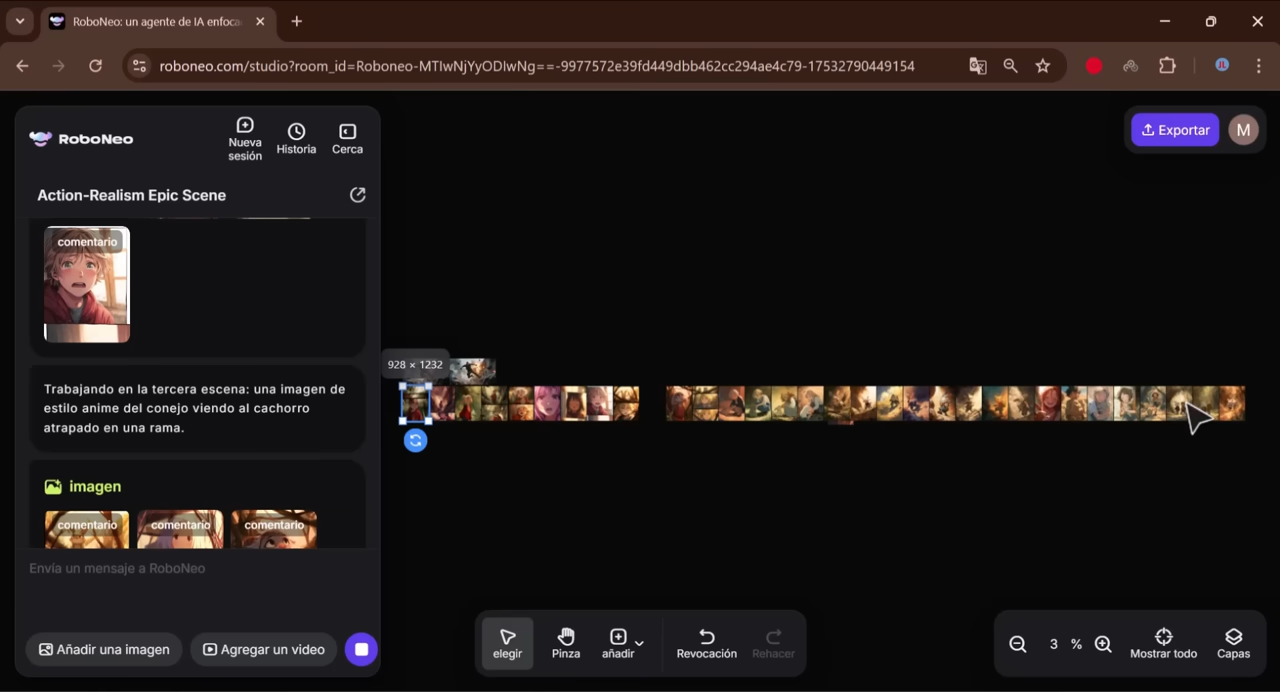 RoboNeo: un agente de IA enfoca
roboneo.com/studio?room_id=Roboneo-MTIwNjYyODIwNg==-9977572e39fd449dbb462cc294ae4c79-17532790449154
RoboNeo
Nueva
sesión
Historia
Cerca
Exportar
M
Action-Realism Epic Scene
comentario
928 × 1232
Trabajando en la tercera escena: una imagen de
estilo anime del conejo viendo al cachorro
atrapado en una rama.
imagen
comentario
comentario
comentario
Envía un mensaje a RoboNeo
Añadir una imagen
Agregar un video
elegir
Pinza
añadir
Revocación
Rehacer
3 %
Mostrar todo
Capas